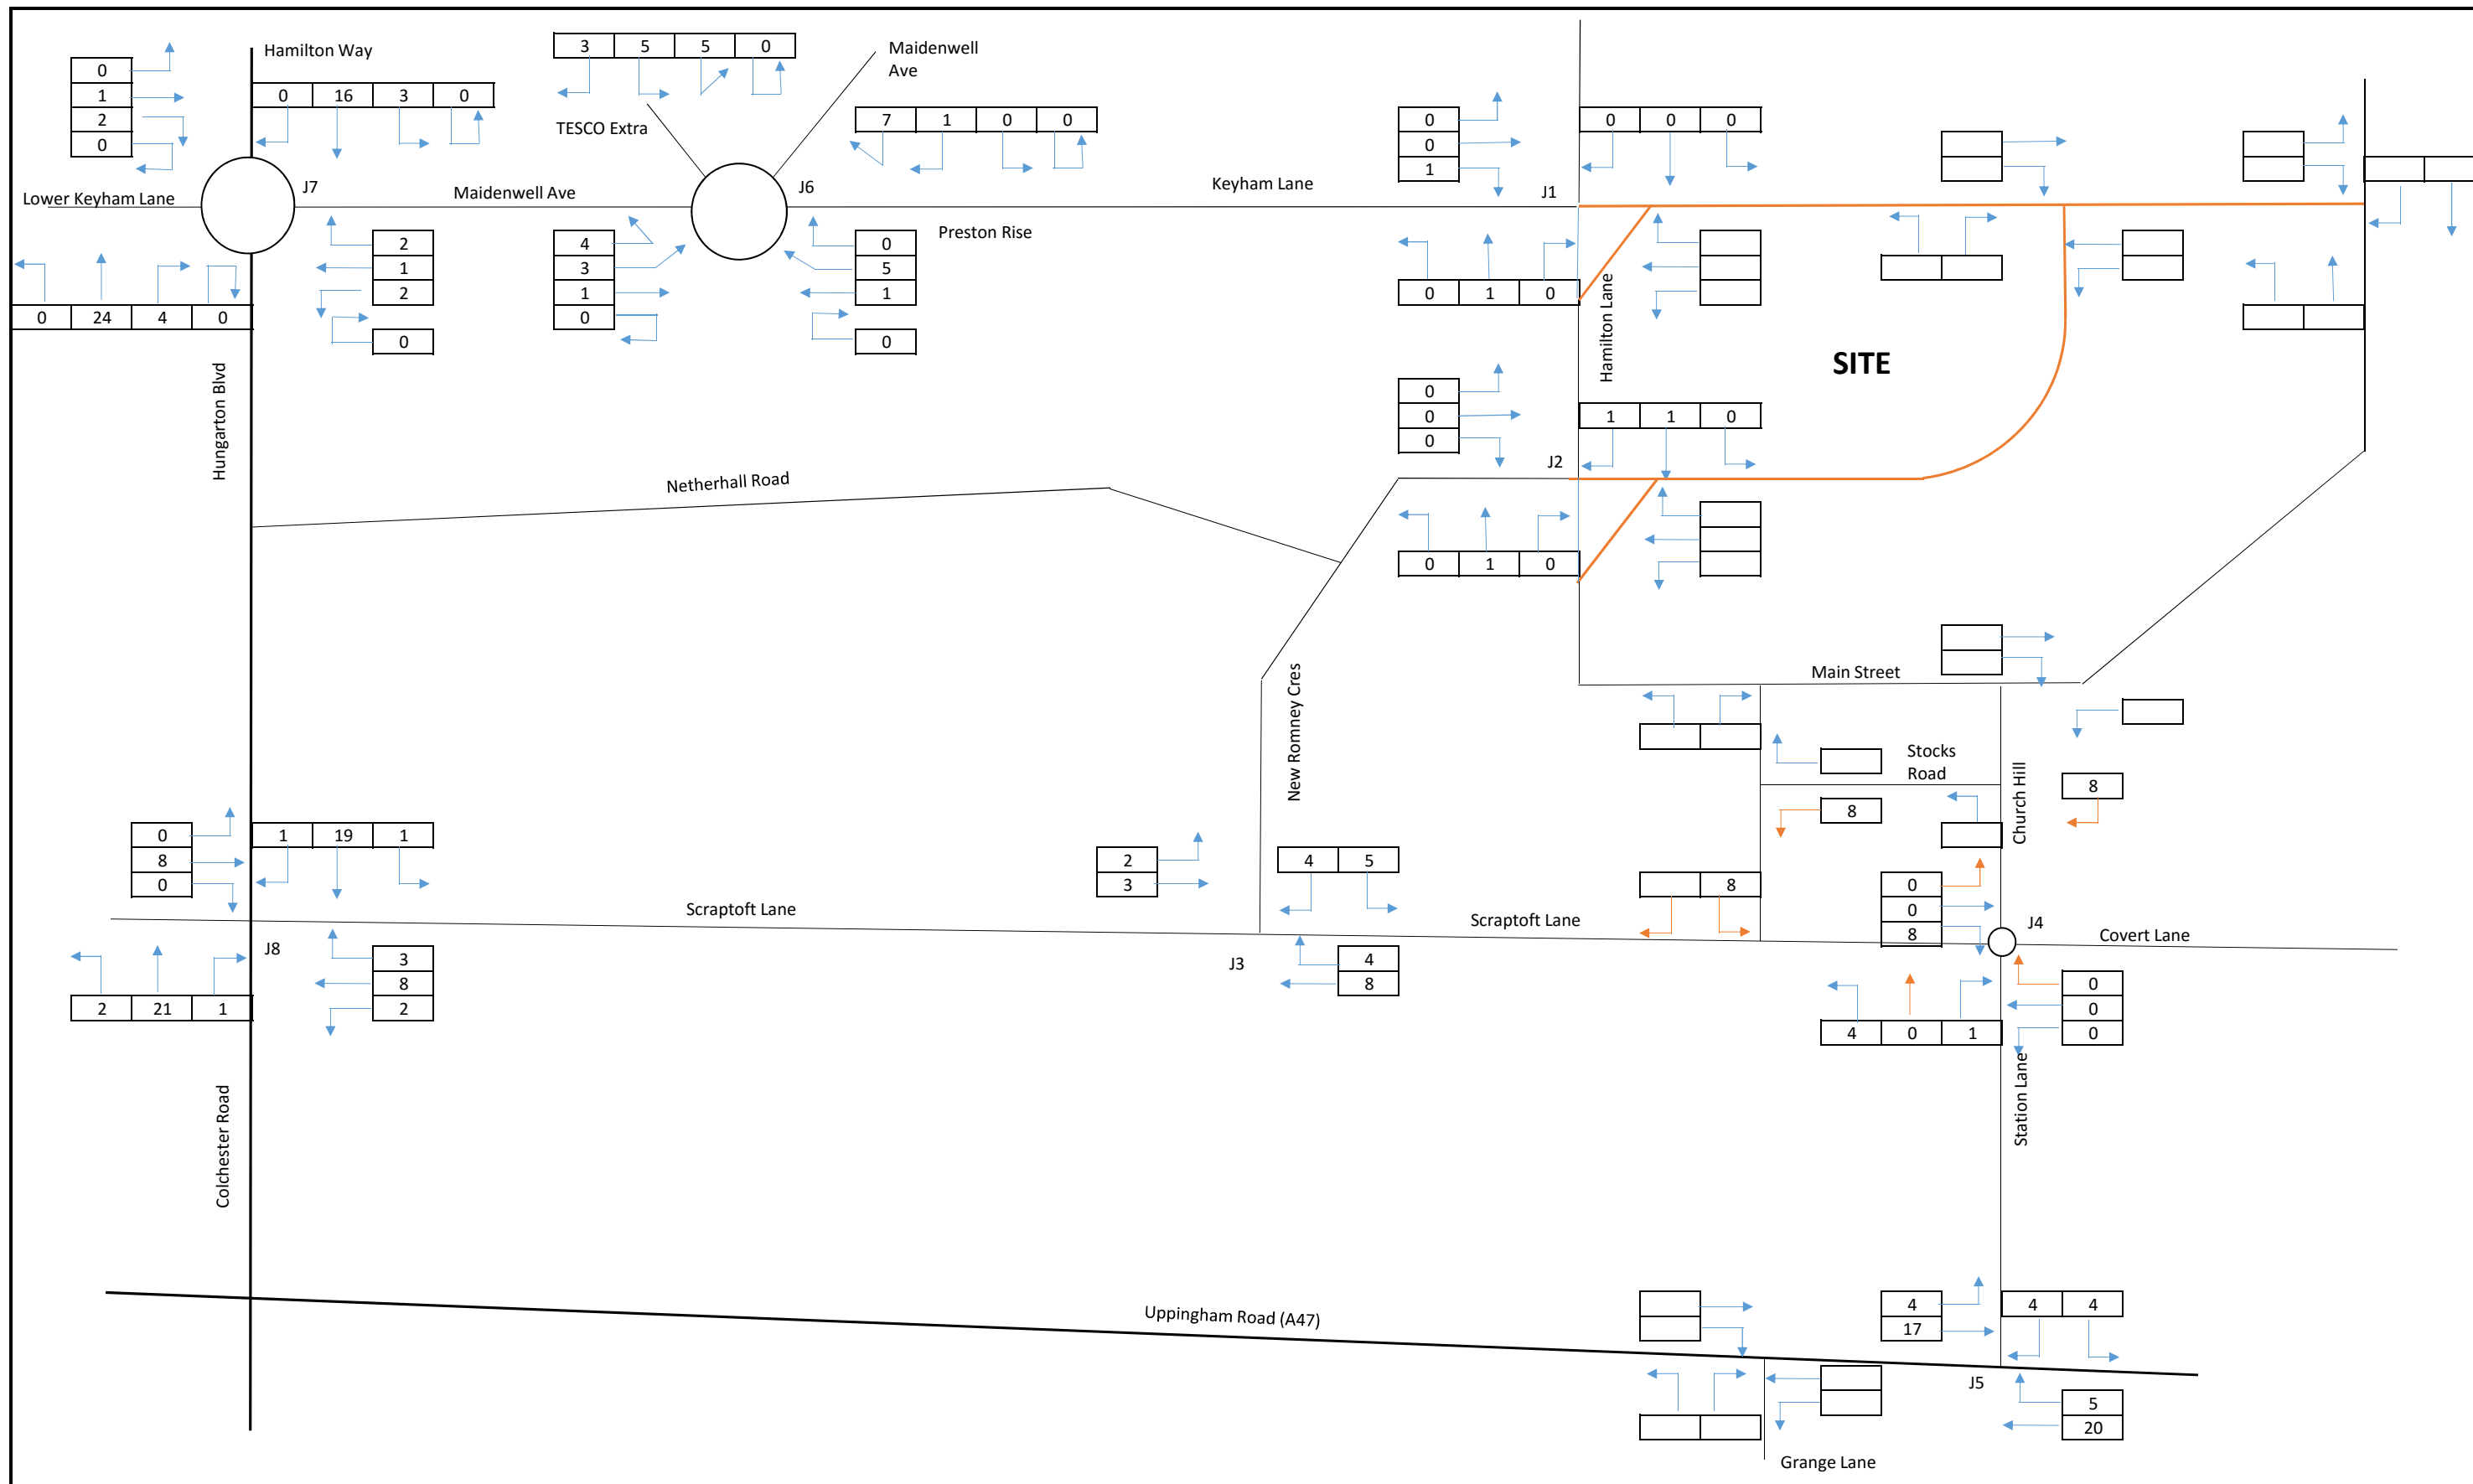 Hamilton Way
3 5 5 0
Maidenwell
Ave
0
1
2
0
0 16 3 0
TESCO Extra
7 1 0 0
0
0
1
0 0 0
Lower Keyham Lane
J7
Maidenwell Ave
J6
Keyham Lane
J1
Preston Rise
2
1
2
0
4
3
1
0
0
5
1
0
0 24 4 0
0 1 0
Hamilton Lane
SITE
Hungarton Blvd
0
0
0
1 1 0
J2
Netherhall Road
0 1 0
New Romney Cres
Main Street
Stocks
Road
Church Hill
8
8
0
8
0
1 19 1
2
3
4 5
8
0
0
8
Scraptoft Lane
Scraptoft Lane
J4
Covert Lane
J8
3
8
2
J3
4
8
2 21 1
0
0
0
4 0 1
Station Lane
Colchester Road
Uppingham Road (A47)
4
17
4 4
J5
5
20
Grange Lane